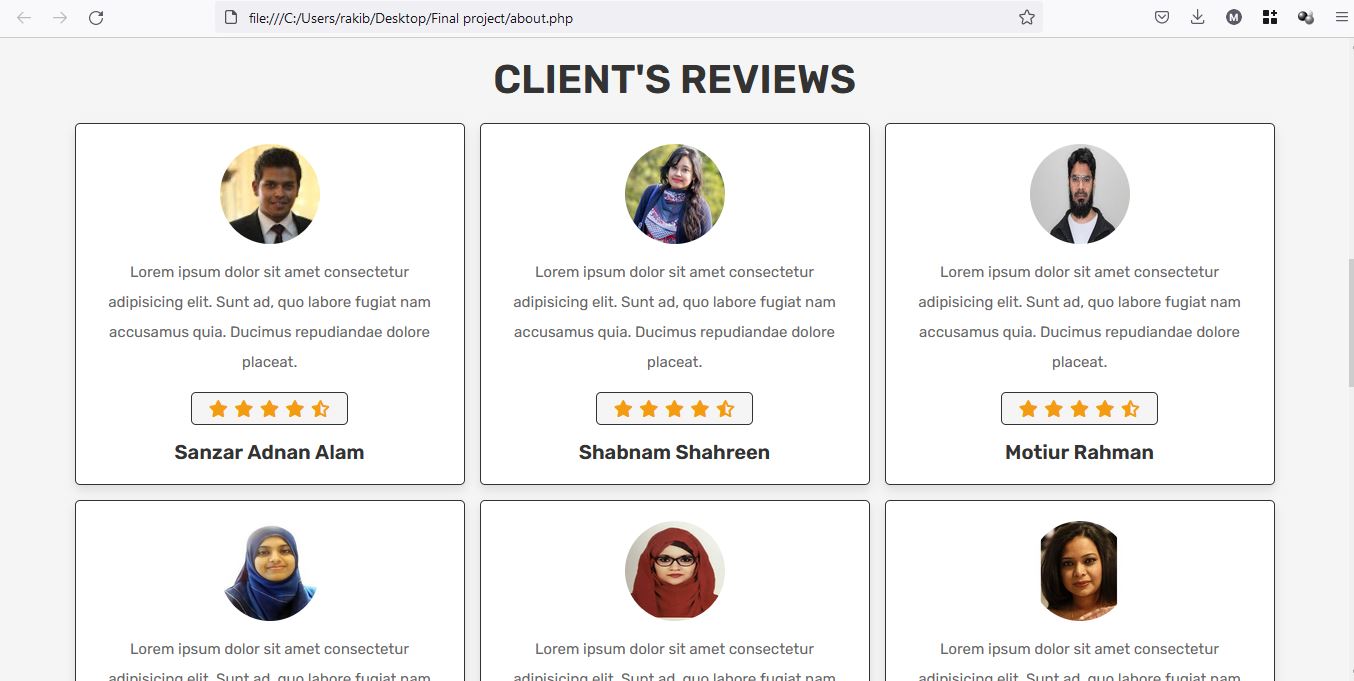 file:///C:/Users/rakib/Desktop/Final project/about.php
M
CLIENT'S REVIEWS
Lorem ipsum dolor sit amet consectetur
adipisicing elit. Sunt ad, quo labore fugiat nam
accusamus quia. Ducimus repudiandae dolore
placeat.
Sanzar Adnan Alam
Lorem ipsum dolor sit amet consectetur
adipisicing elit. Sunt ad, quo labore fugiat nam
accusamus quia. Ducimus repudiandae dolore
placeat.
Shabnam Shahreen
Lorem ipsum dolor sit amet consectetur
adipisicing elit. Sunt ad, quo labore fugiat nam
accusamus quia. Ducimus repudiandae dolore
placeat.
Motiur Rahman
Lorem ipsum dolor sit amet consectetur
adipisicing elit. Sunt ad, quo labore fugiat nam
Lorem ipsum dolor sit amet consectetur
adipisicing elit. Sunt ad, quo labore fugiat nam
Lorem ipsum dolor sit amet consectetur
adipisicing elit. Sunt ad, quo labore fugiat nam